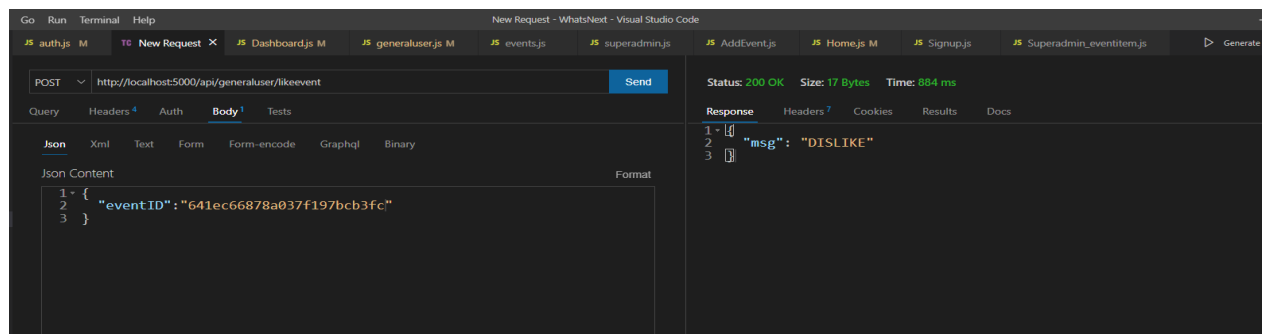 Go Run Terminal Help New Request - WhatsNext - Visual Studio Code
JS auth.js M TC New Request × JS Dashboard.js M JS generaluser.js M JS events.js JS superadmin.js JS AddEvent.js JS Home.js M JS Signup.js JS Superadmin_eventitem.js Generate
POST http://localhost:5000/api/generaluser/likeevent Send
Status: 200 OK Size: 17 Bytes Time: 884 ms
Query Headers 4 Auth Body 1 Tests
Response Headers 7 Cookies Results Docs
Json Xml Text Form Form-encode Graphql Binary
Json Content Format
1 {
2 "eventID":"641ec66878a037f197bcb3fc"
3 }
1 {
2 "msg": "DISLIKE"
3 }